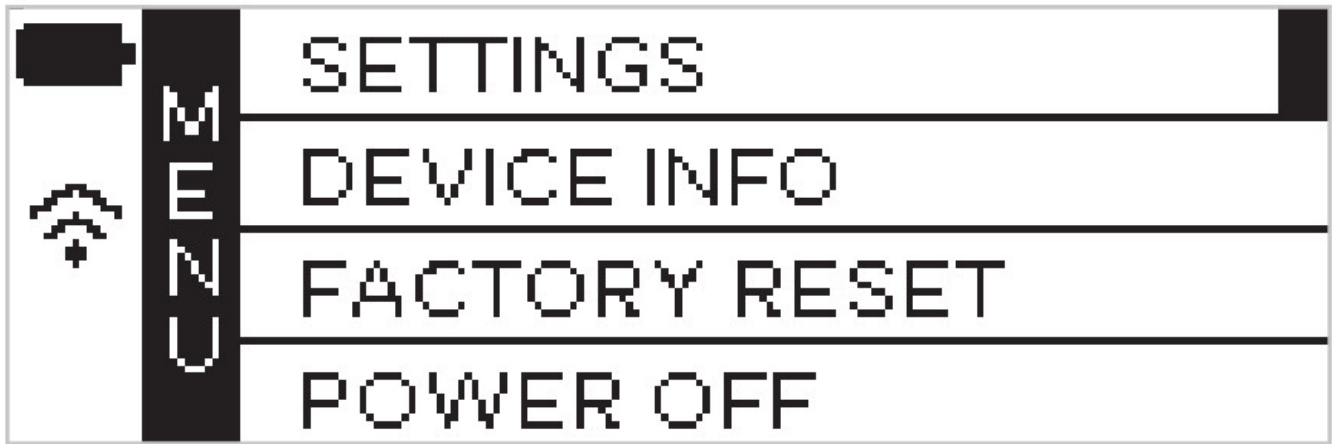 MENU
SETTINGS
DEVICE INFO
FACTORY RESET
POWER OFF